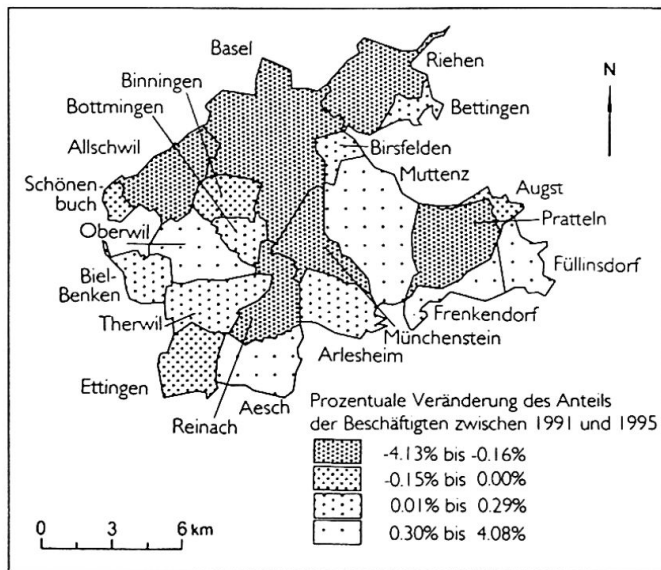 Basel
Riehen
Binningen
N
Bottmingen
Bettingen
Allschwil
Birsfelden
Muttenz
Schönen-
buch
Augst
Pratteln
Oberwil
Füllinsdorf
Biel-
Benken
Frenkendorf
Therwil
Münchenstein
Arlesheim
Ettingen
Aesch
Reinach
Prozentuale Veränderung des Anteils
der Beschäftigten zwischen 1991 und 1995
-4.13% bis -0.16%
-0.15% bis 0.00%
0.01% bis 0.29%
0.30% bis 4.08%
0 3 6 km